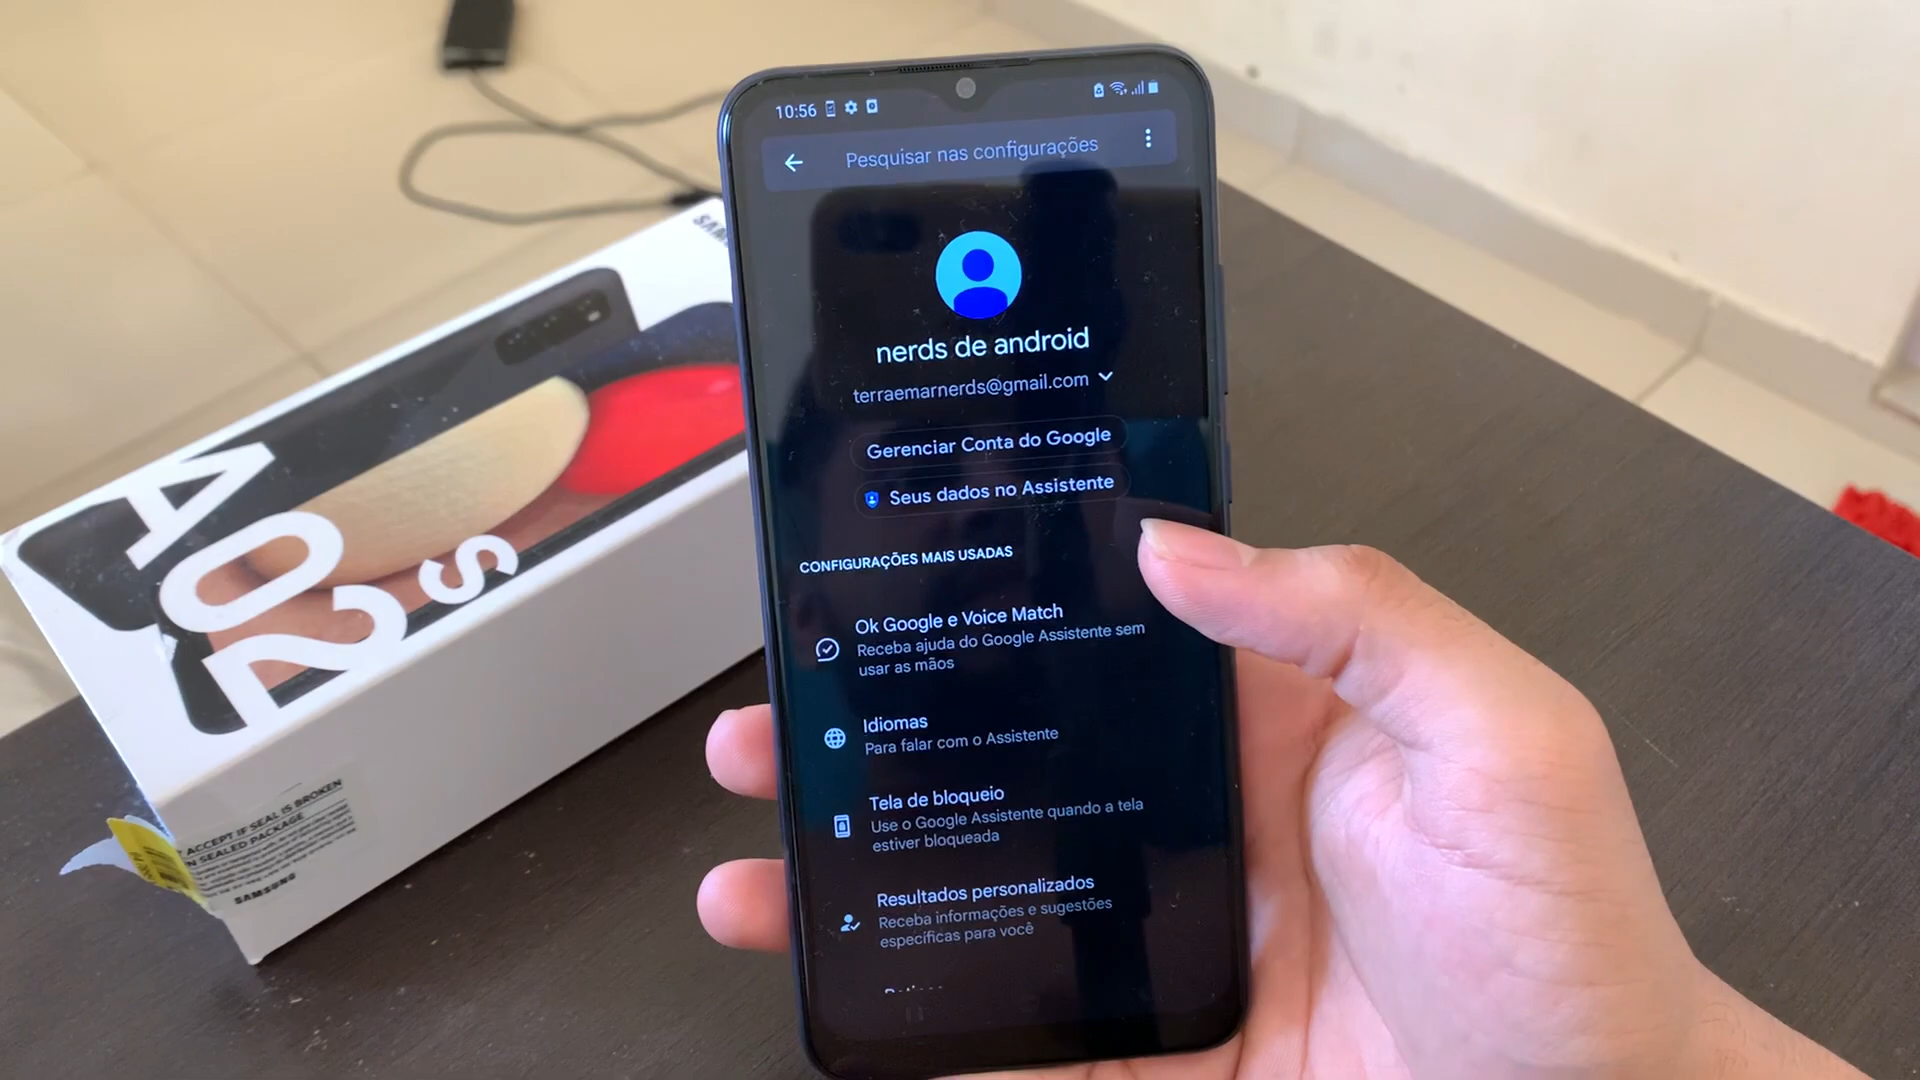 10:56
Pesquisar nas configurações
nerds de android
terraemarnerds@gmail.com
Gerenciar Conta do Google
Seus dados no Assistente
CONFIGURAÇÕES MAIS USADAS
Ok Google e Voice Match
Receba ajuda do Google Assistente sem
usar as mãos
Idiomas
Para falar com o Assistente
Tela de bloqueio
Use o Google Assistente quando a tela
estiver bloqueada
Resultados personalizados
Receba informações e sugestões
específicas para você
SAM
A02s
ACCEPT IF SEAL IS BROKEN
N SEALED PACKAGE
SAMSUNG